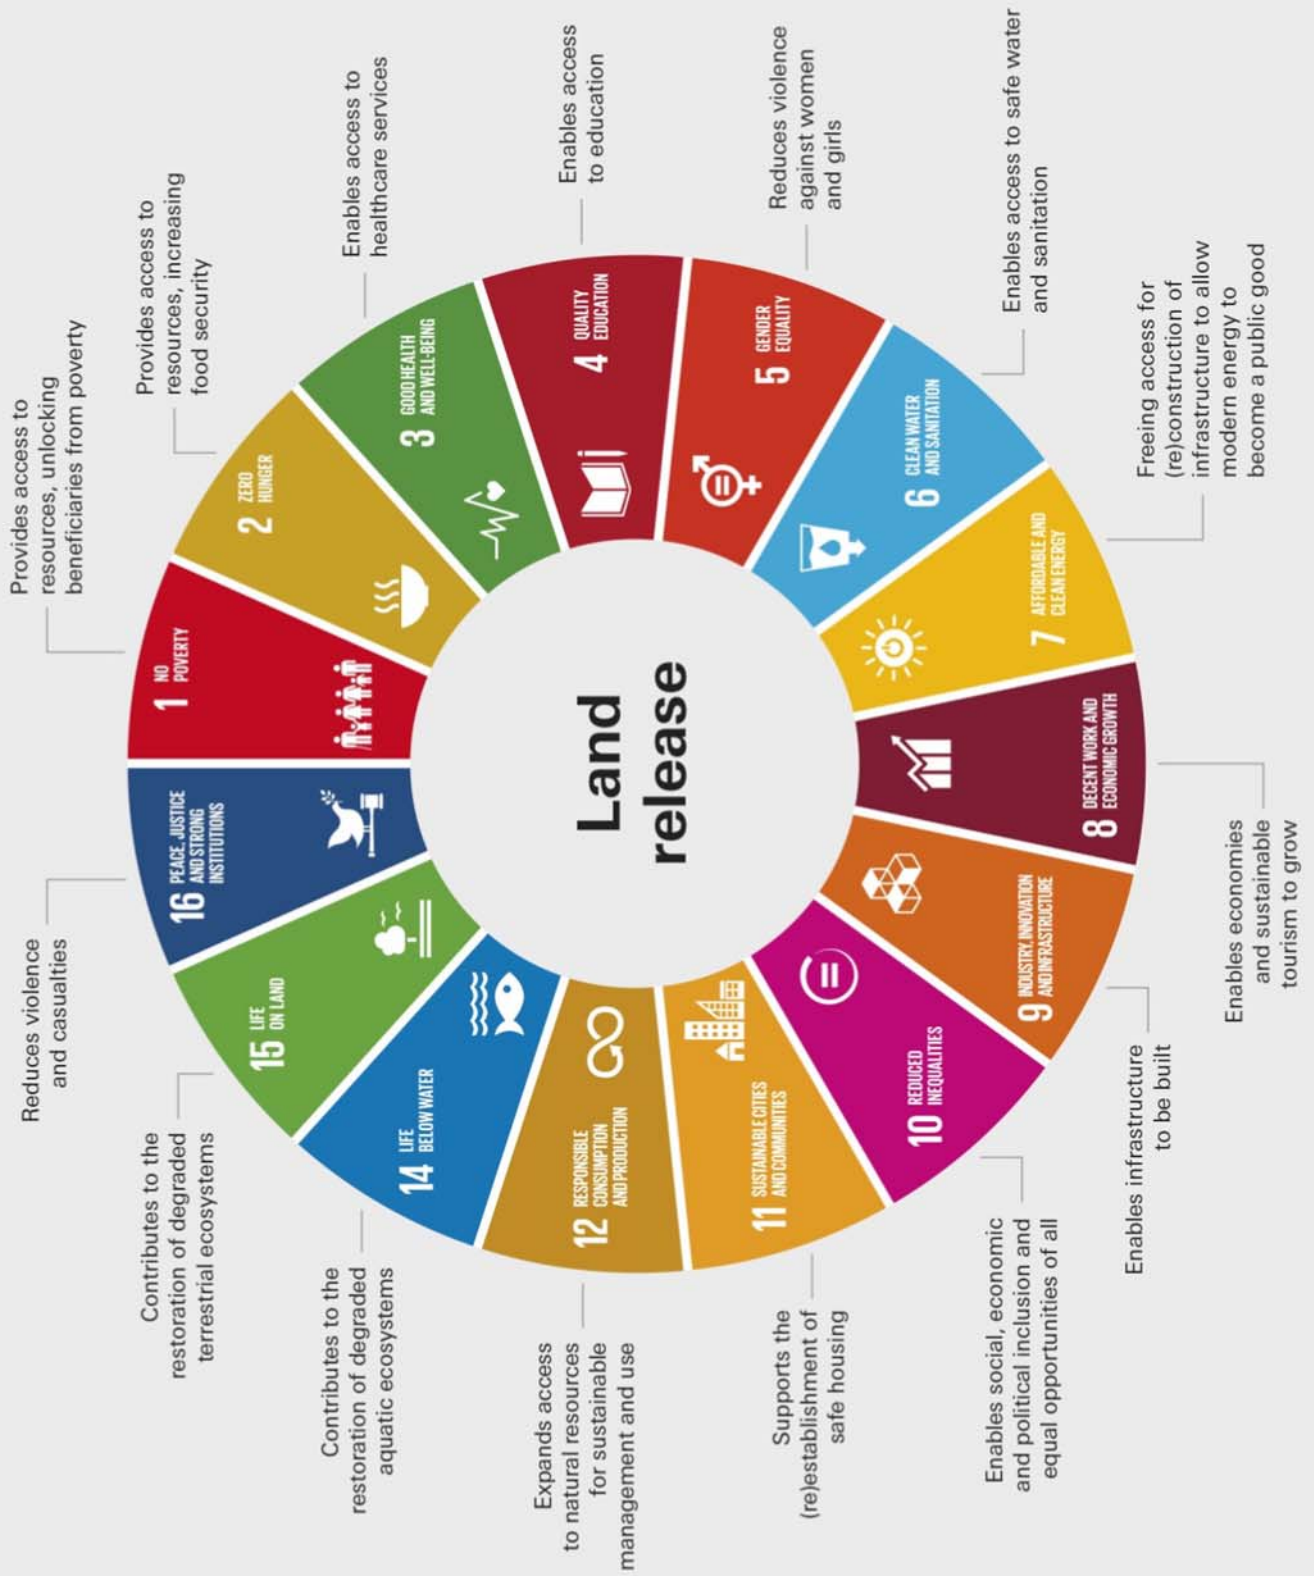 Land
release
Provides access to
resources, unlocking
beneficiaries from poverty
1 NO
POVERTY
Provides access to
resources, increasing
food security
2 ZERO
HUNGER
Enables access to
healthcare services
3 GOOD HEALTH
AND WELL-BEING
Enables access
to education
4 QUALITY
EDUCATION
Reduces violence
against women
and girls
5 GENDER
EQUALITY
Enables access to safe water
and sanitation
6 CLEAN WATER
AND SANITATION
Freeing access for
(re)construction of
infrastructure to allow
modern energy to
become a public good
7 AFFORDABLE AND
CLEAN ENERGY
Enables economies
and sustainable
tourism to grow
8 DECENT WORK AND
ECONOMIC GROWTH
Enables infrastructure
to be built
9 INDUSTRY, INNOVATION
AND INFRASTRUCTURE
Enables social, economic
and political inclusion and
equal opportunities of all
10 REDUCED
INEQUALITIES
Supports the
(re)establishment of
safe housing
11 SUSTAINABLE CITIES
AND COMMUNITIES
Expands access
to natural resources
for sustainable
management and use
12 RESPONSIBLE
CONSUMPTION
AND PRODUCTION
Contributes to the
restoration of degraded
aquatic ecosystems
14 LIFE
BELOW WATER
Contributes to the
restoration of degraded
terrestrial ecosystems
15 LIFE
ON LAND
Reduces violence
and casualties
16 PEACE, JUSTICE
AND STRONG
INSTITUTIONS